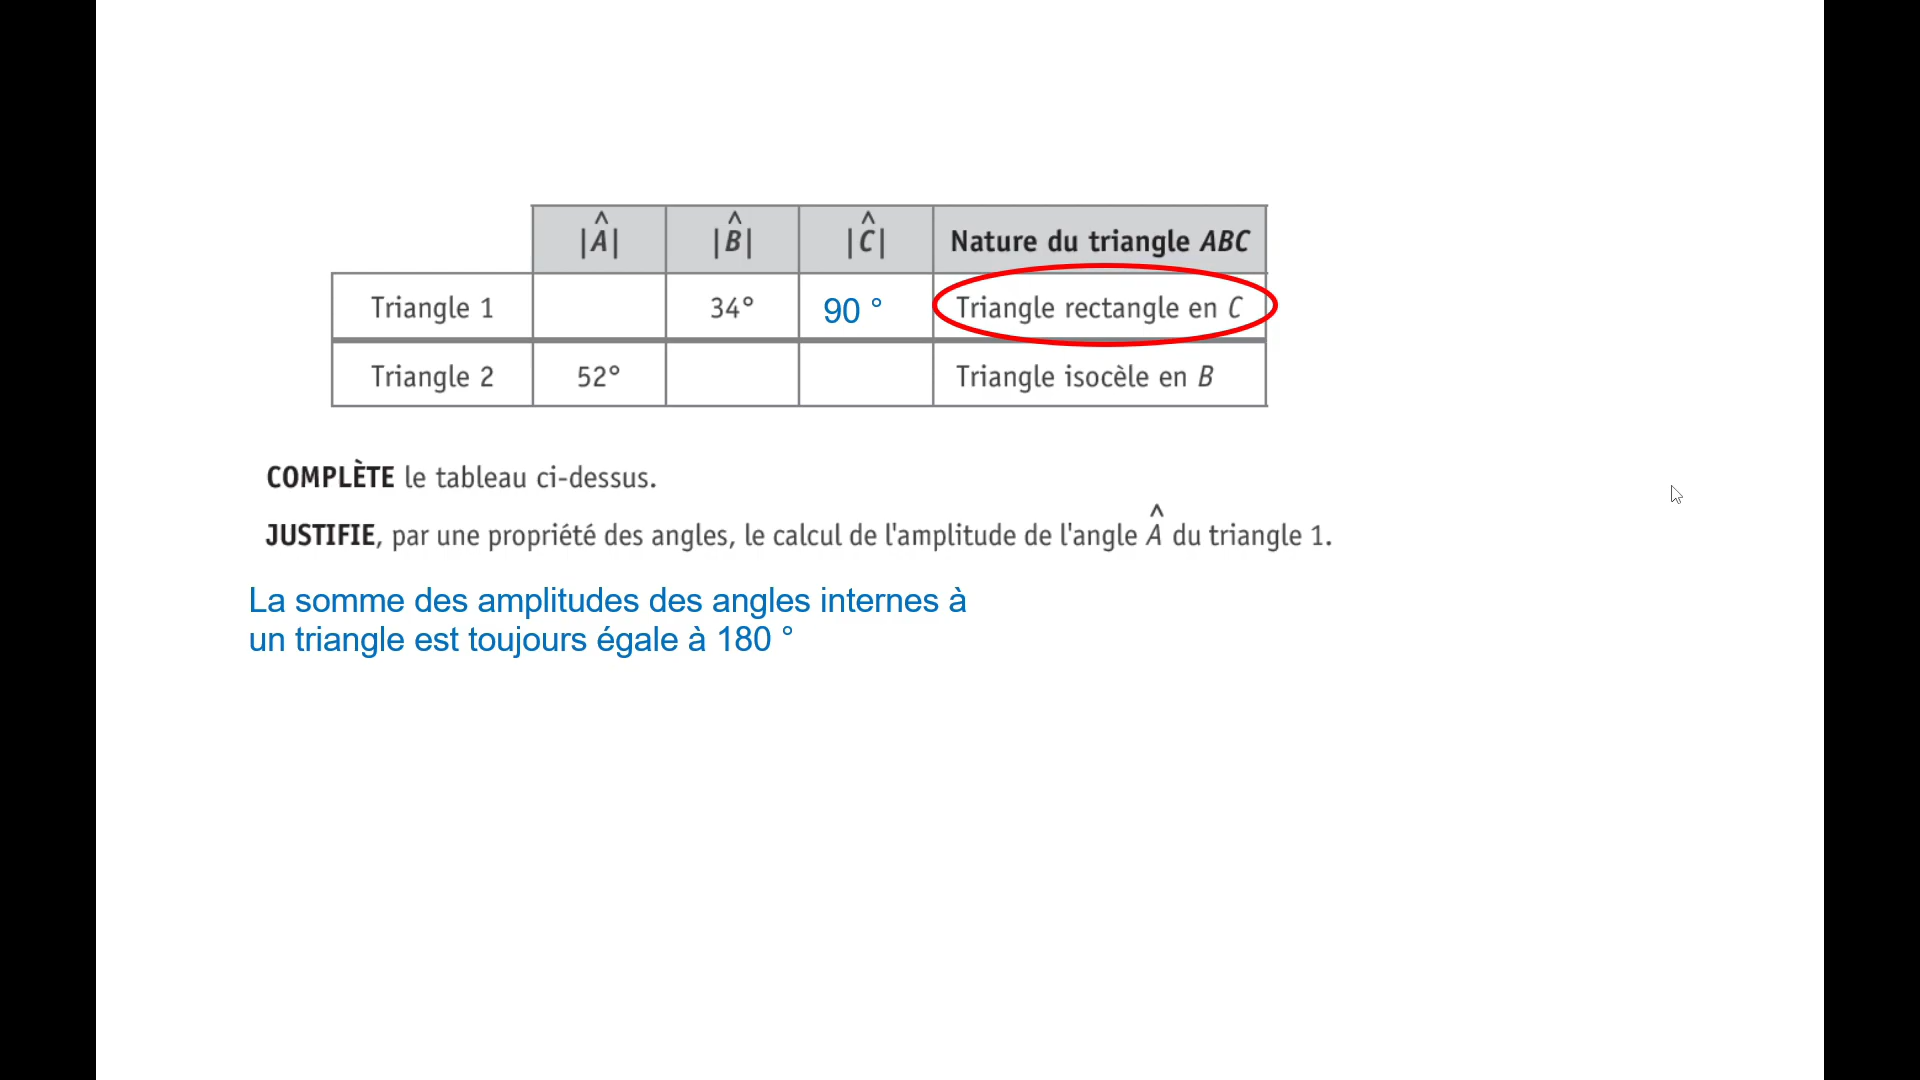 |Â| |B̂| |Ĉ| Nature du triangle ABC
Triangle 1 34° 90 ° Triangle rectangle en C
Triangle 2 52° Triangle isocèle en B
COMPLÈTE le tableau ci-dessus.
JUSTIFIE, par une propriété des angles, le calcul de l'amplitude de l'angle Â du triangle 1.
La somme des amplitudes des angles internes à
un triangle est toujours égale à 180 °